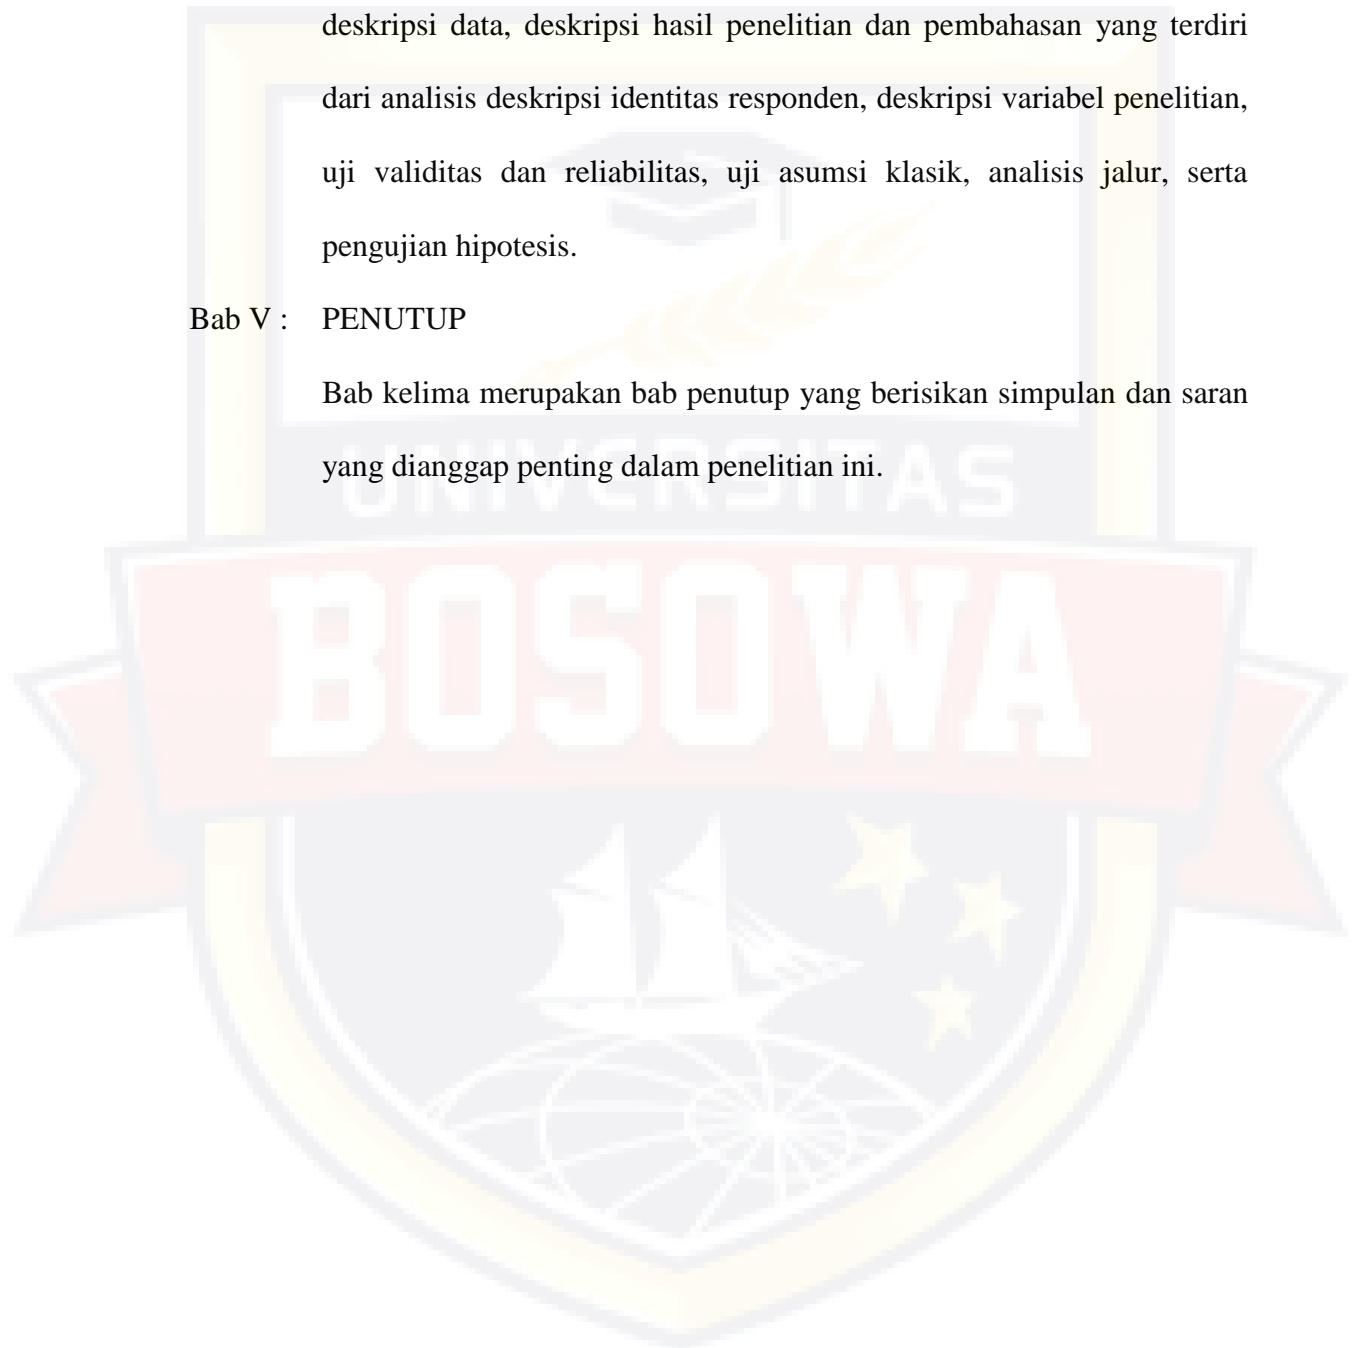 deskripsi data, deskripsi hasil penelitian dan pembahasan yang terdiri
dari analisis deskripsi identitas responden, deskripsi variabel penelitian,
uji validitas dan reliabilitas, uji asumsi klasik, analisis jalur, serta
pengujian hipotesis.
Bab V : PENUTUP
Bab kelima merupakan bab penutup yang berisikan simpulan dan saran
yang dianggap penting dalam penelitian ini.
UNIVERSITAS
BOSOWA